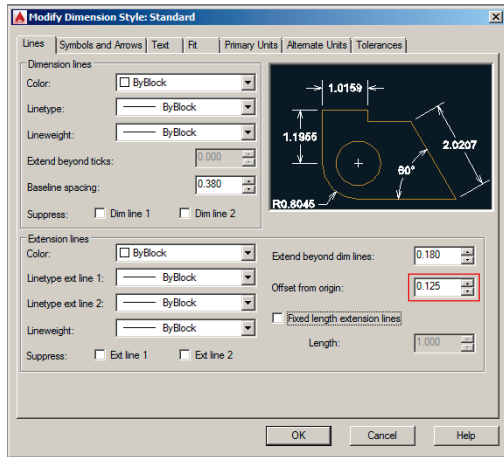 Modify Dimension Style: Standard
Lines Symbols and Arrows Text Fit Primary Units Alternate Units Tolerances
Dimension lines
Color: ByBlock
Linetype: ByBlock
Lineweight: ByBlock
Extend beyond ticks: 0.000
Baseline spacing: 0.380
Suppress: Dim line 1 Dim line 2
1.0159
1.1955
2.0207
60°
R0.8045
Extension lines
Color: ByBlock
Linetype ext line 1: ByBlock
Linetype ext line 2: ByBlock
Lineweight: ByBlock
Suppress: Ext line 1 Ext line 2
Extend beyond dim lines: 0.180
Offset from origin: 0.125
Fixed length extension lines
Length: 1.000
OK Cancel Help